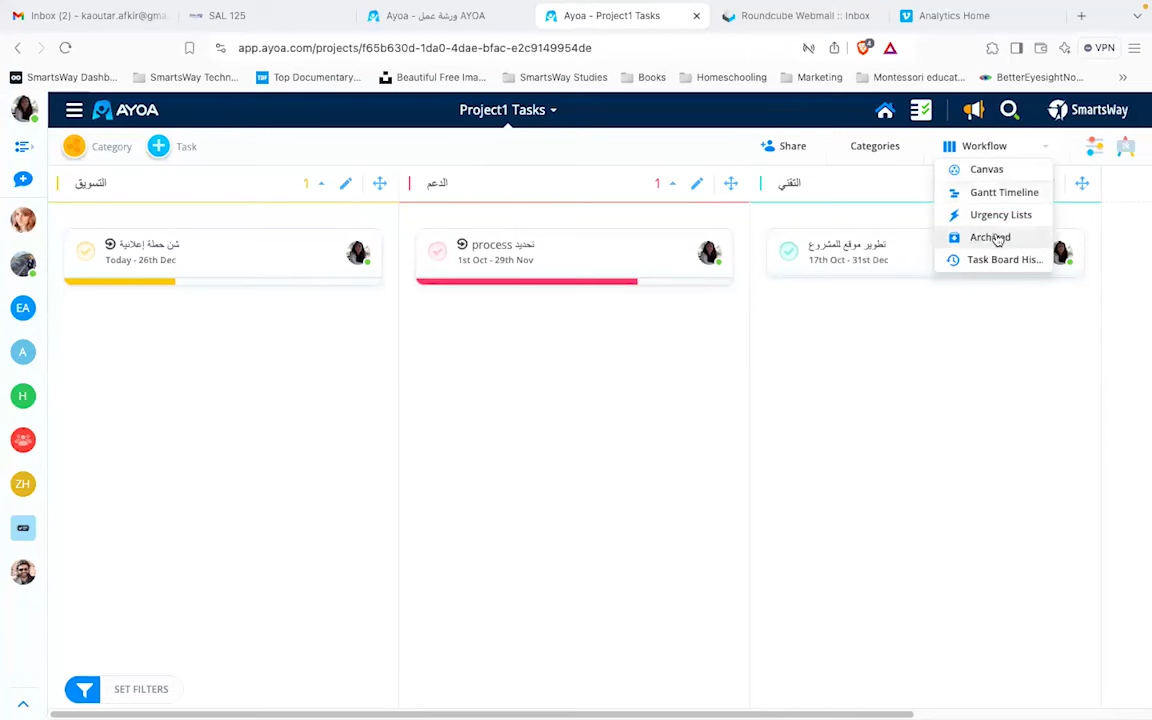 Inbox (2) - kaoutar.afkir@gma
SAL 125
Ayoa - ورشة عمل AYOA
Ayoa - Project1 Tasks
Roundcube Webmail :: Inbox
Analytics Home
app.ayoa.com/projects/f65b630d-1da0-4dae-bfac-e2c9149954de
4
VPN
SmartsWay Dashb...
SmartsWay Techn...
Top Documentary...
Beautiful Free Ima...
SmartsWay Studies
Books
Homeschooling
Marketing
Montessori educat...
BetterEyesightNo...
AYOA
Project1 Tasks
SmartsWay
Category
Task
Share
Categories
Workflow
Canvas
Gantt Timeline
Urgency Lists
Archived
Task Board His...
التسويق
1
الدعم
1
التقني
شن حملة إعلانية
Today - 26th Dec
تحديد process
1st Oct - 29th Nov
تطوير موقع للمشروع
17th Oct - 31st Dec
EA
A
H
ZH
SET FILTERS